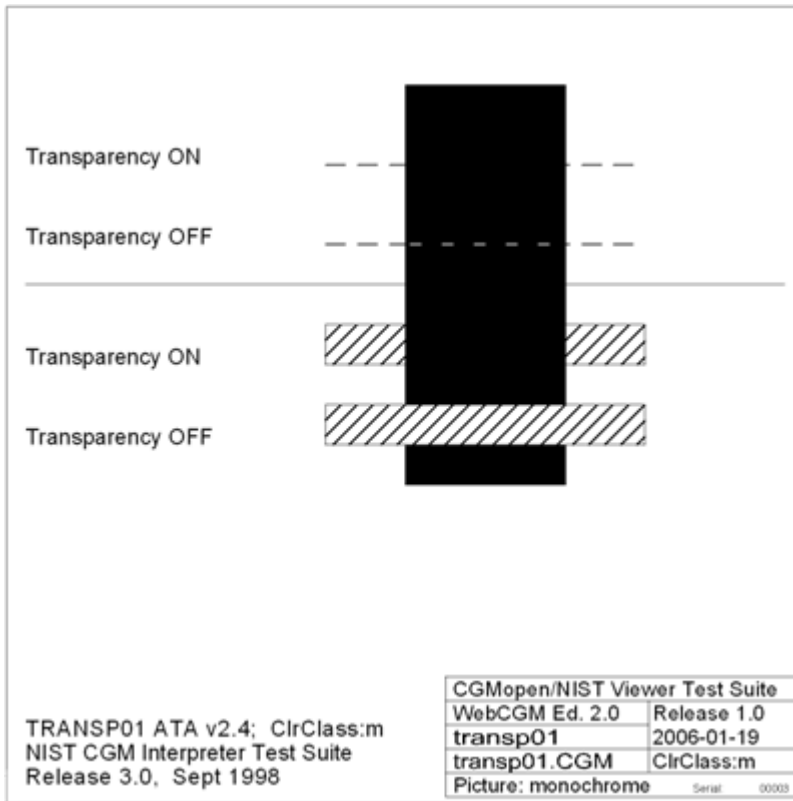 Transparency ON
Transparency OFF
Transparency ON
Transparency OFF
TRANSP01 ATA v2.4; ClrClass:m
NIST CGM Interpreter Test Suite
Release 3.0, Sept 1998
CGMopen/NIST Viewer Test Suite
WebCGM Ed. 2.0 Release 1.0
transp01 2006-01-19
transp01.CGM ClrClass:m
Picture: monochrome Serial: 00003